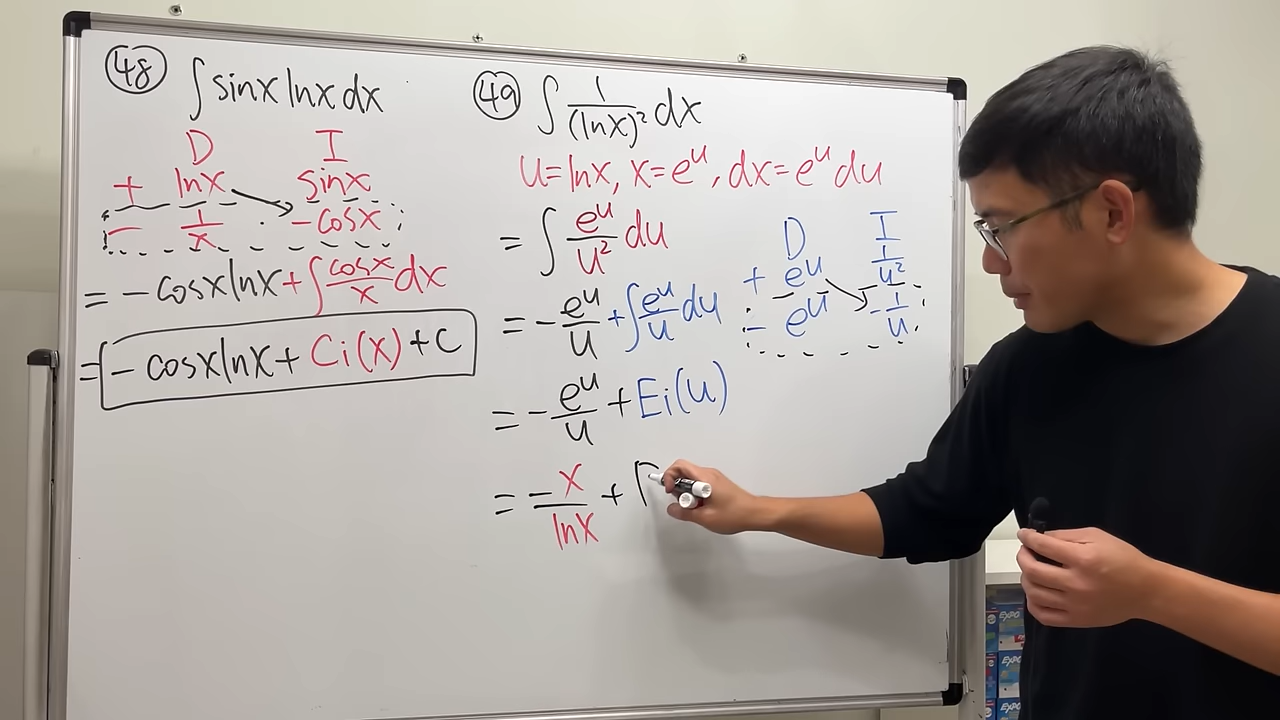 48 ∫ sinx lnx dx
D I
+ lnx sinx
− 1/x −cosx
= −cosx lnx + ∫ cosx/x dx
= −cosx lnx + Ci(x) + C
49 ∫ 1/(lnx)² dx
u = lnx, x = e^u, dx = e^u du
= ∫ e^u/u² du
D I
+ e^u 1/u²
− e^u −1/u
= −e^u/u + ∫ e^u/u du
= −e^u/u + Ei(u)
= −x/lnx +
EXPO
EXPO